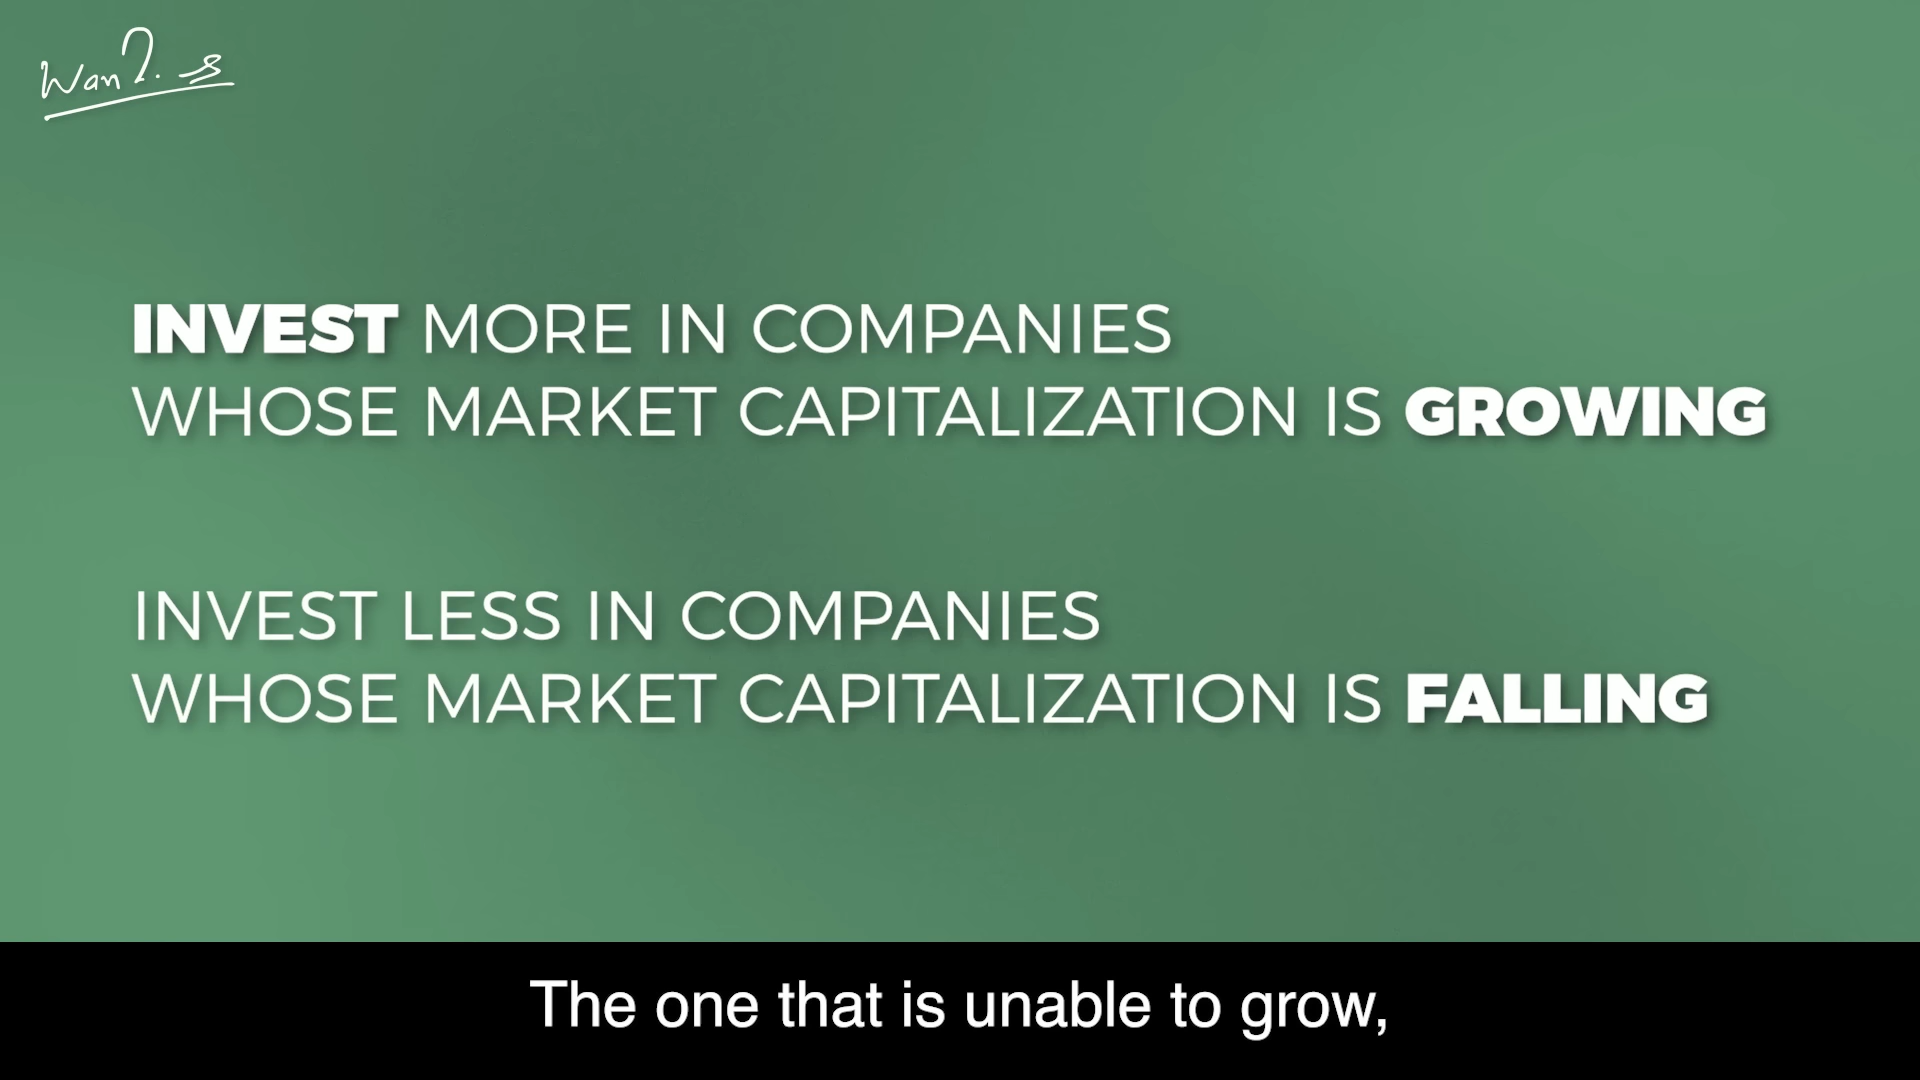 INVEST MORE IN COMPANIES
WHOSE MARKET CAPITALIZATION IS GROWING
INVEST LESS IN COMPANIES
WHOSE MARKET CAPITALIZATION IS FALLING
The one that is unable to grow,